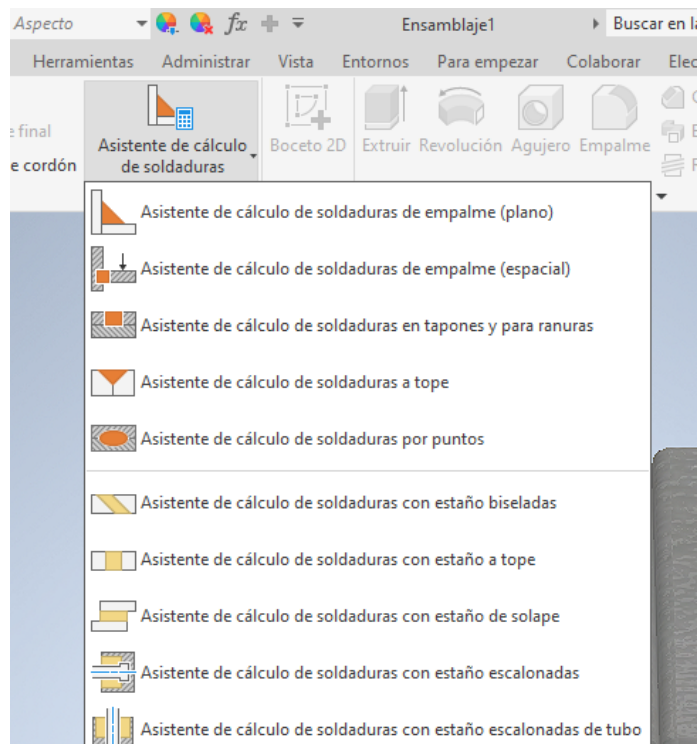 Aspecto fx Ensamblaje1 Buscar en la
Herramientas Administrar Vista Entornos Para empezar Colaborar Elec
e final
e cordón
Asistente de cálculo
de soldaduras
Boceto 2D Extruir Revolución Agujero Empalme
Asistente de cálculo de soldaduras de empalme (plano)
Asistente de cálculo de soldaduras de empalme (espacial)
Asistente de cálculo de soldaduras en tapones y para ranuras
Asistente de cálculo de soldaduras a tope
Asistente de cálculo de soldaduras por puntos
Asistente de cálculo de soldaduras con estaño biseladas
Asistente de cálculo de soldaduras con estaño a tope
Asistente de cálculo de soldaduras con estaño de solape
Asistente de cálculo de soldaduras con estaño escalonadas
Asistente de cálculo de soldaduras con estaño escalonadas de tubo